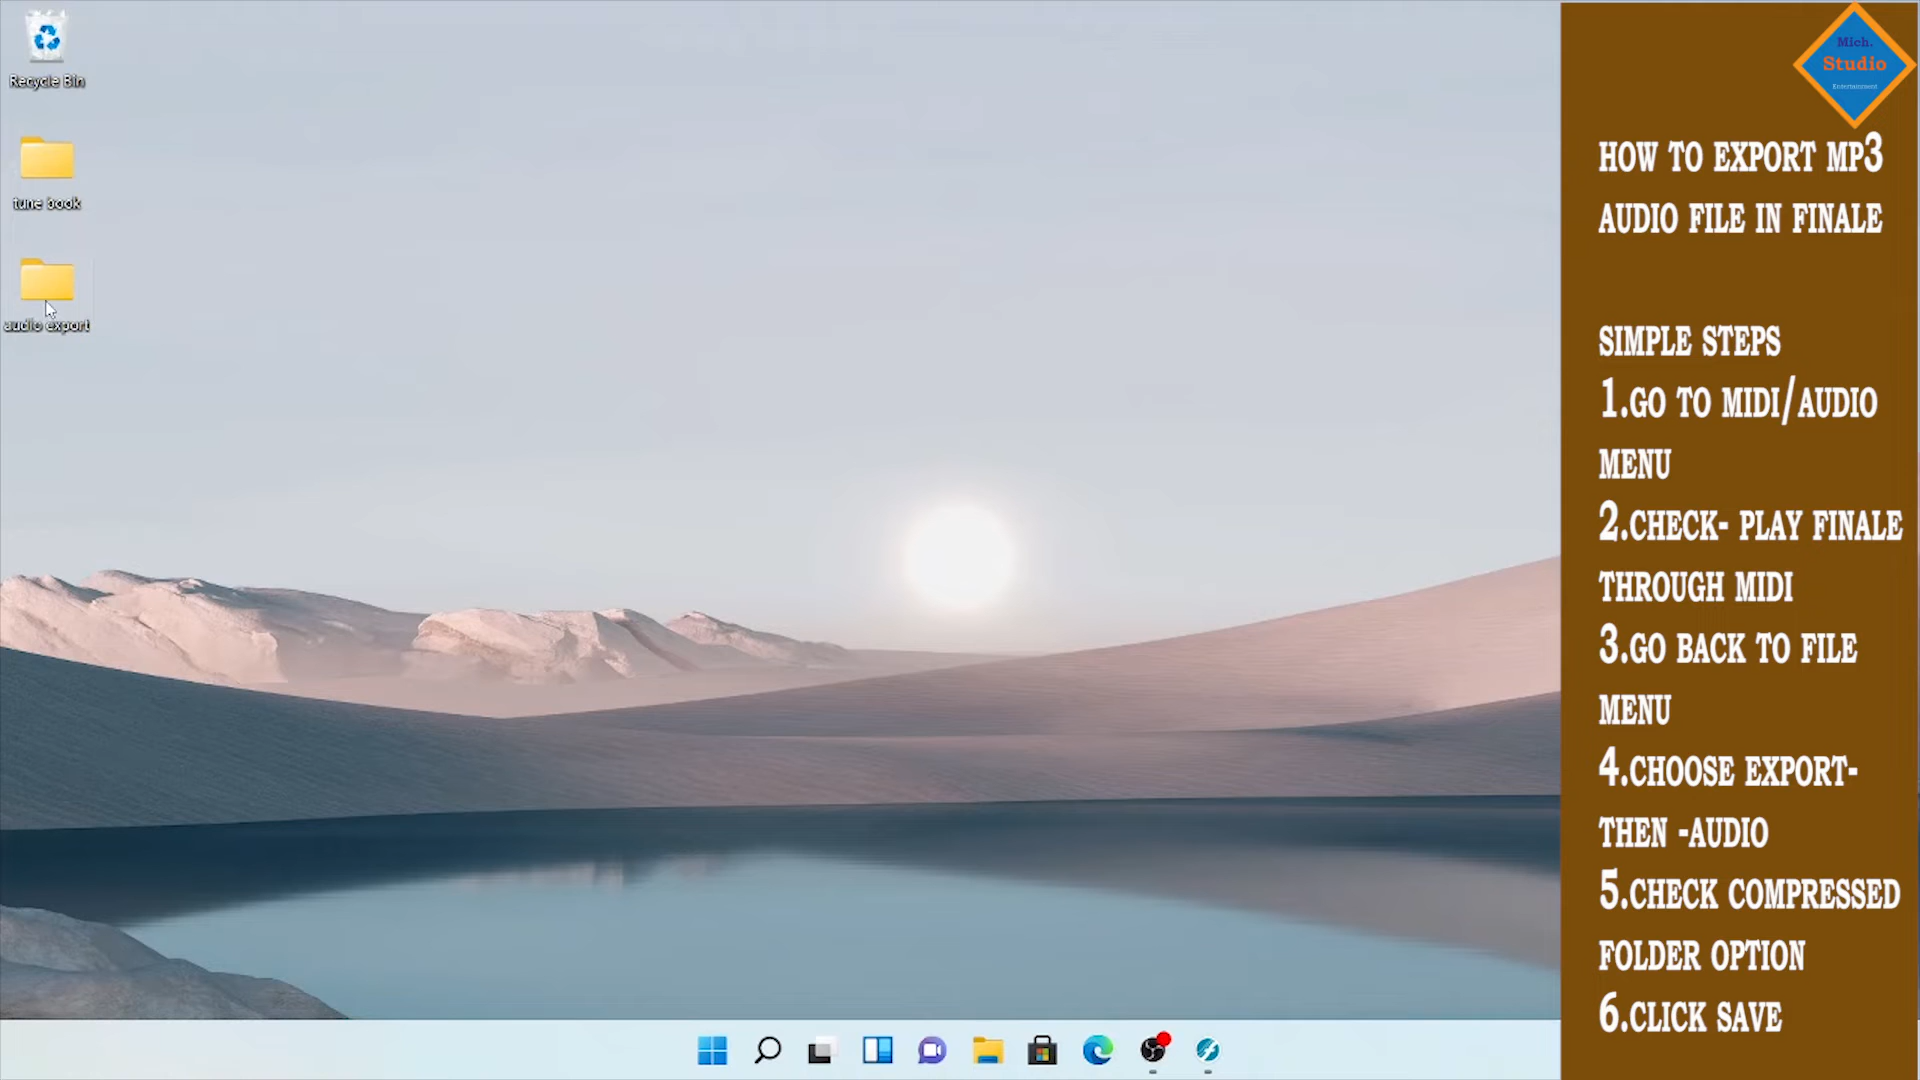 Recycle Bin
tune book
audio export
Mich.
Studio
Entertainment
HOW TO EXPORT MP3
AUDIO FILE IN FINALE
SIMPLE STEPS
1.GO TO MIDI/AUDIO
MENU
2.CHECK- PLAY FINALE
THROUGH MIDI
3.GO BACK TO FILE
MENU
4.CHOOSE EXPORT-
THEN -AUDIO
5.CHECK COMPRESSED
FOLDER OPTION
6.CLICK SAVE